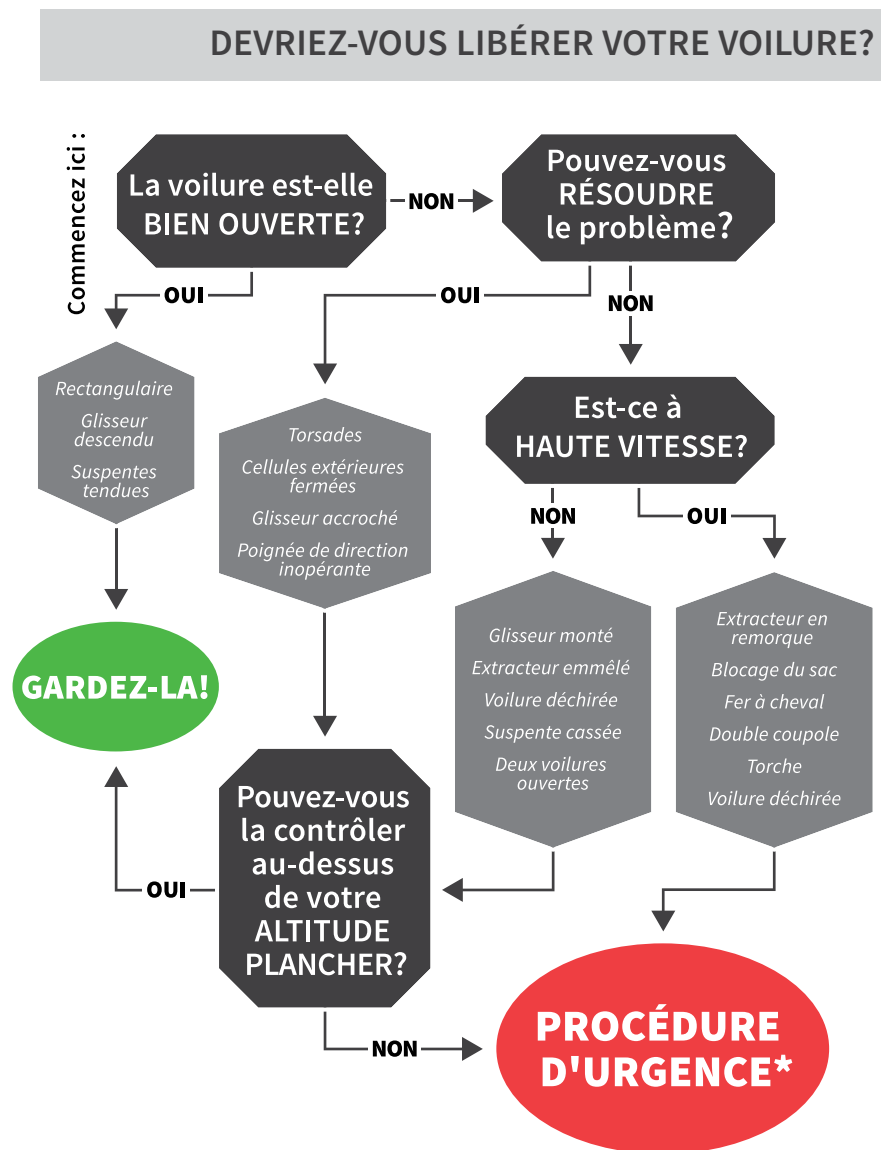 DEVRIEZ-VOUS LIBÉRER VOTRE VOILURE?
Commencez ici :
La voilure est-elle
BIEN OUVERTE?
NON
Pouvez-vous
RÉSOUDRE
le problème?
OUI
OUI
NON
Rectangulaire
Glisseur
descendu
Suspentes
tendues
Torsades
Cellules extérieures
fermées
Glisseur accroché
Poignée de direction
inopérante
Est-ce à
HAUTE VITESSE?
NON
OUI
Glisseur monté
Extracteur emmêlé
Voilure déchirée
Suspente cassée
Deux voilures
ouvertes
Extracteur en
remorque
Blocage du sac
Fer à cheval
Double coupole
Torche
Voilure déchirée
GARDEZ-LA!
Pouvez-vous
la contrôler
au-dessus
de votre
ALTITUDE
PLANCHER?
OUI
NON
PROCÉDURE
D'URGENCE*